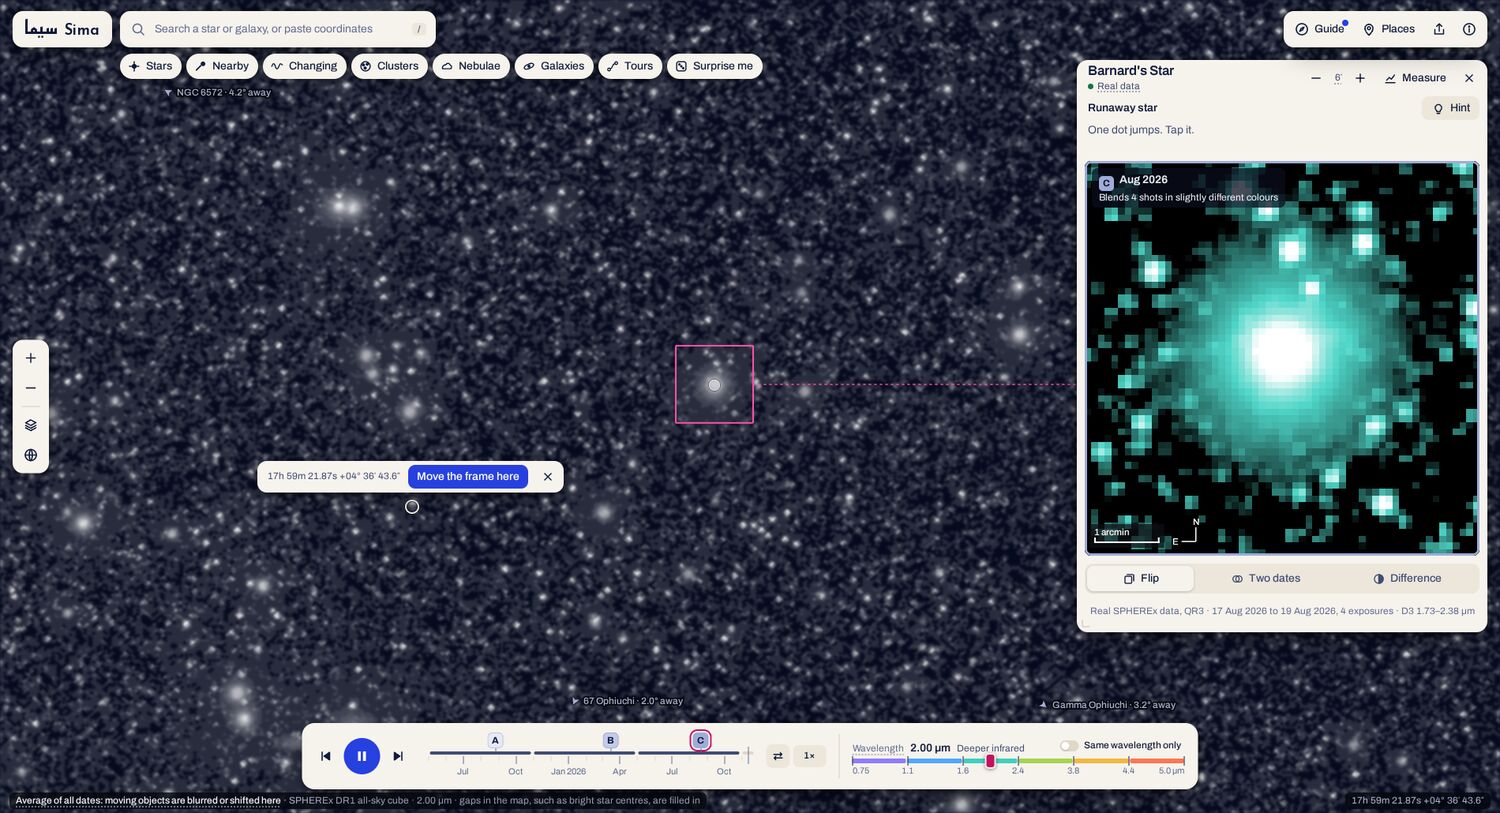 سيما Sima
Search a star or galaxy, or paste coordinates /
Guide Places
Stars Nearby Changing Clusters Nebulae Galaxies Tours Surprise me
NGC 6572 · 4.2° away
Barnard's Star
Real data
6′ Measure
Runaway star
Hint
One dot jumps. Tap it.
C Aug 2026
Blends 4 shots in slightly different colours
1 arcmin
N
E
Flip Two dates Difference
Real SPHEREx data, QR3 · 17 Aug 2026 to 19 Aug 2026, 4 exposures · D3 1.73–2.38 µm
17h 59m 21.87s +04° 36′ 43.6″ Move the frame here
67 Ophiuchi · 2.0° away
Gamma Ophiuchi · 3.2° away
A B C
Jul Oct Jan 2026 Apr Jul Oct
1×
Wavelength 2.00 µm Deeper infrared
Same wavelength only
0.75 1.1 1.6 2.4 3.8 4.4 5.0 µm
Average of all dates: moving objects are blurred or shifted here · SPHEREx DR1 all-sky cube · 2.00 µm · gaps in the map, such as bright star centres, are filled in
17h 59m 21.87s +04° 36′ 43.6″